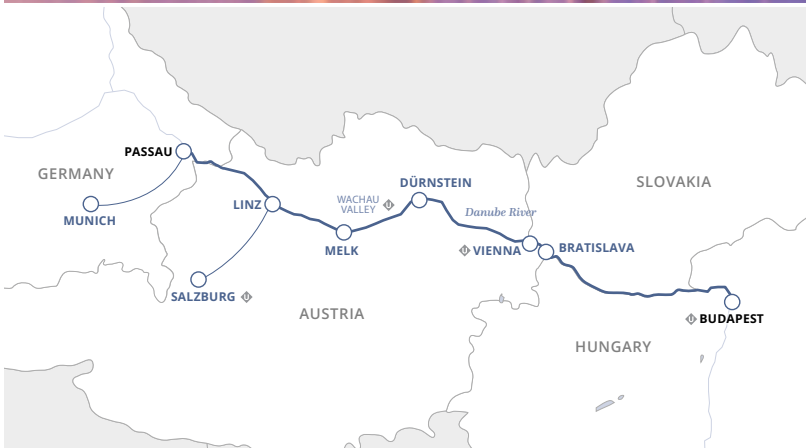 PASSAU
GERMANY
MUNICH
LINZ
SALZBURG
WACHAU
VALLEY
MELK
DÜRNSTEIN
Danube River
VIENNA
BRATISLAVA
SLOVAKIA
AUSTRIA
HUNGARY
BUDAPEST